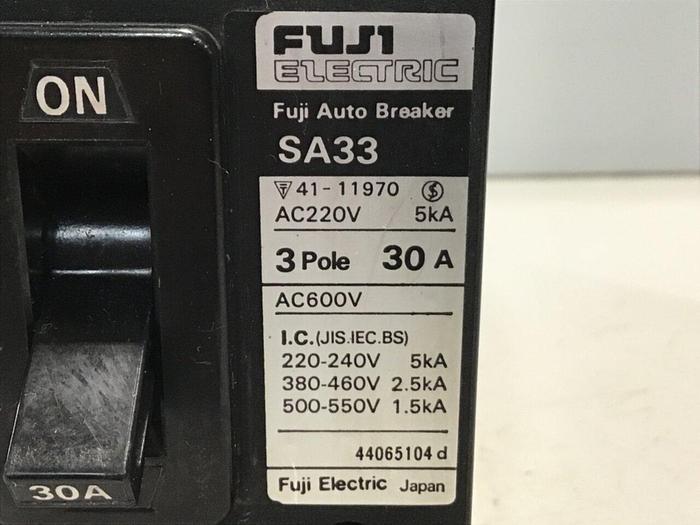 ON
30A
FUJI
ELECTRIC
Fuji Auto Breaker
SA33
41-11970
AC220V 5kA
3 Pole 30 A
AC600V
I.C.(JIS.IEC.BS)
220-240V 5kA
380-460V 2.5kA
500-550V 1.5kA
44065104 d
Fuji Electric Japan